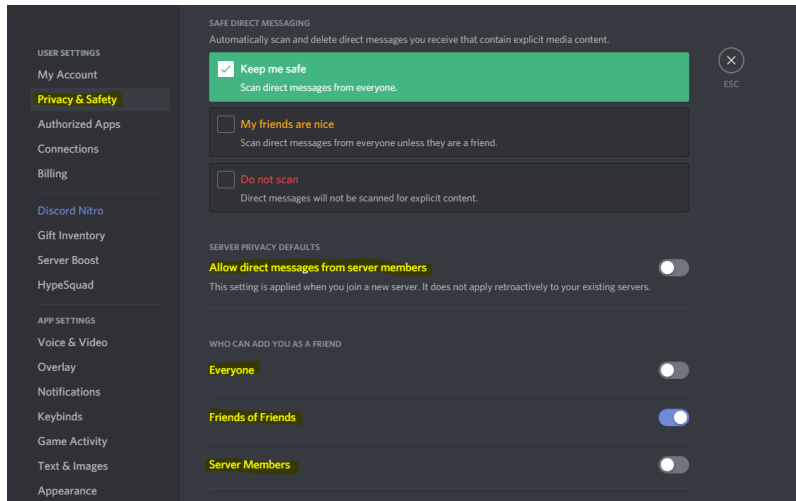 USER SETTINGS
My Account
Privacy & Safety
Authorized Apps
Connections
Billing
Discord Nitro
Gift Inventory
Server Boost
HypeSquad
APP SETTINGS
Voice & Video
Overlay
Notifications
Keybinds
Game Activity
Text & Images
Appearance
SAFE DIRECT MESSAGING
Automatically scan and delete direct messages you receive that contain explicit media content.
Keep me safe
Scan direct messages from everyone.
My friends are nice
Scan direct messages from everyone unless they are a friend.
Do not scan
Direct messages will not be scanned for explicit content.
SERVER PRIVACY DEFAULTS
Allow direct messages from server members
This setting is applied when you join a new server. It does not apply retroactively to your existing servers.
WHO CAN ADD YOU AS A FRIEND
Everyone
Friends of Friends
Server Members
ESC